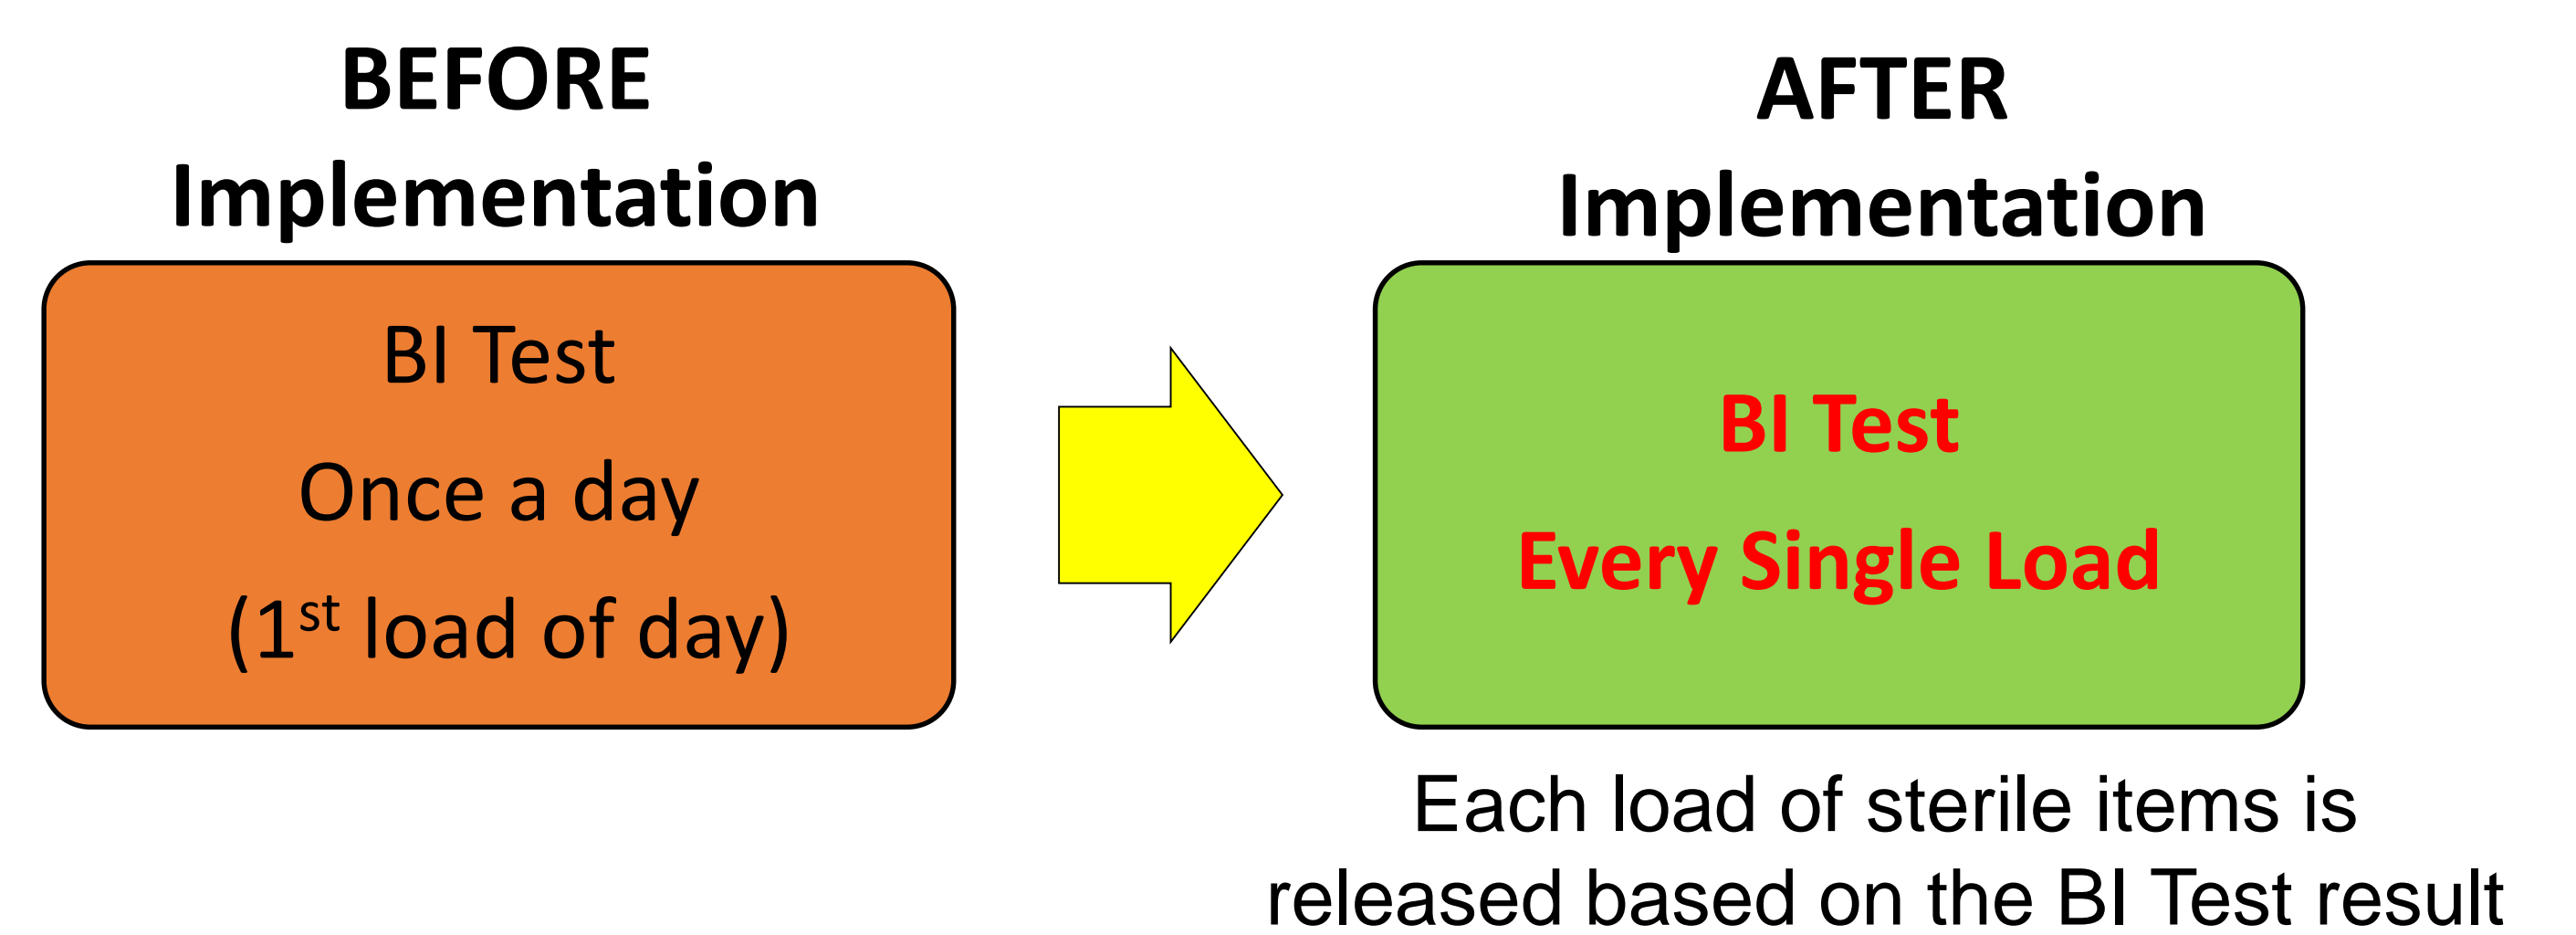 BEFORE
Implementation
BI Test
Once a day
(1st load of day)
AFTER
Implementation
BI Test
Every Single Load
Each load of sterile items is
released based on the BI Test result